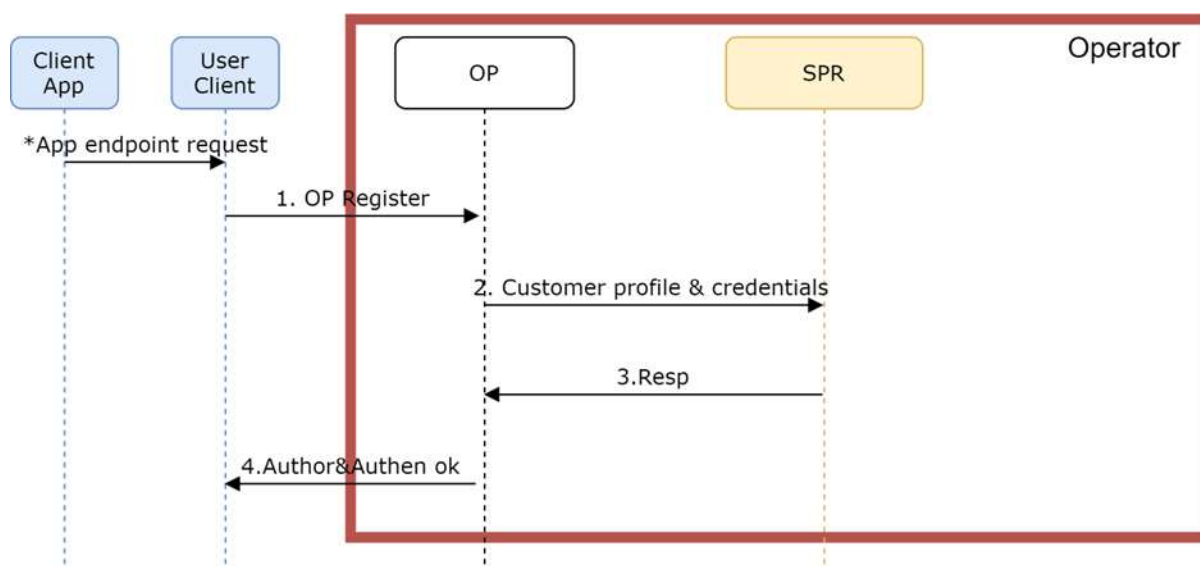 Client
App
User
Client
OP
SPR
Operator
*App endpoint request
1. OP Register
2. Customer profile & credentials
3.Resp
4.Author&Authen ok